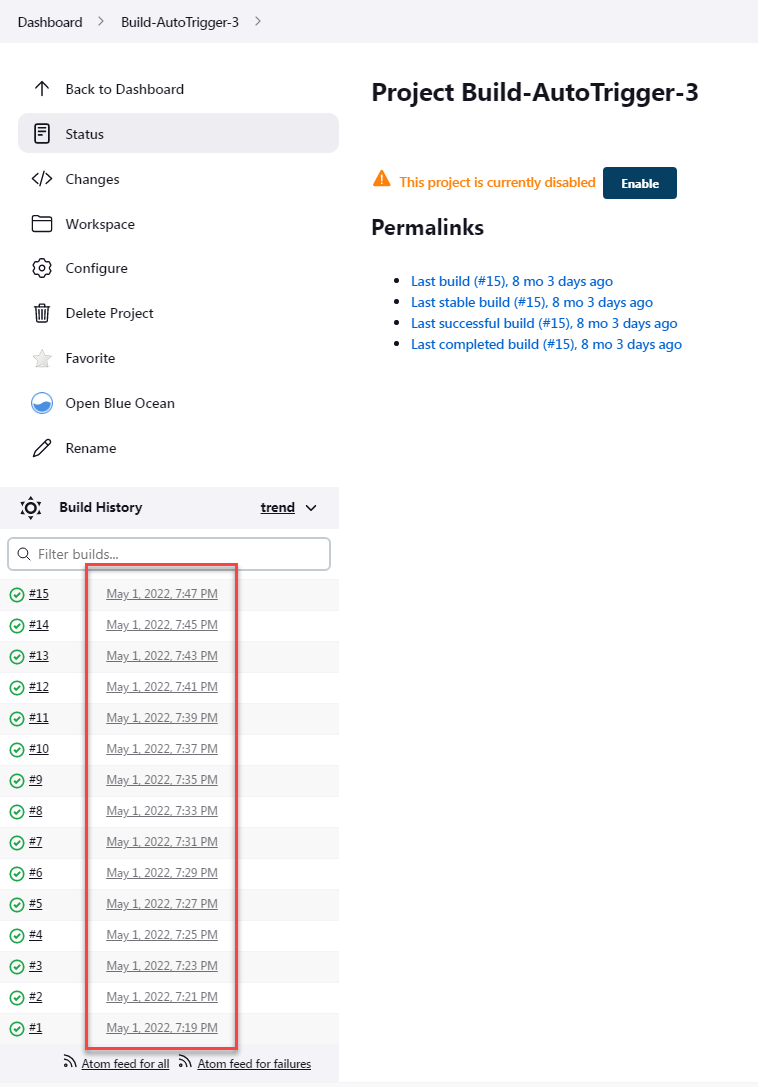 Dashboard > Build-AutoTrigger-3 >
Back to Dashboard
Status
Changes
Workspace
Configure
Delete Project
Favorite
Open Blue Ocean
Rename
Project Build-AutoTrigger-3
This project is currently disabled Enable
Permalinks
Last build (#15), 8 mo 3 days ago
Last stable build (#15), 8 mo 3 days ago
Last successful build (#15), 8 mo 3 days ago
Last completed build (#15), 8 mo 3 days ago
Build History trend
Filter builds...
#15 May 1, 2022, 7:47 PM
#14 May 1, 2022, 7:45 PM
#13 May 1, 2022, 7:43 PM
#12 May 1, 2022, 7:41 PM
#11 May 1, 2022, 7:39 PM
#10 May 1, 2022, 7:37 PM
#9 May 1, 2022, 7:35 PM
#8 May 1, 2022, 7:33 PM
#7 May 1, 2022, 7:31 PM
#6 May 1, 2022, 7:29 PM
#5 May 1, 2022, 7:27 PM
#4 May 1, 2022, 7:25 PM
#3 May 1, 2022, 7:23 PM
#2 May 1, 2022, 7:21 PM
#1 May 1, 2022, 7:19 PM
Atom feed for all Atom feed for failures